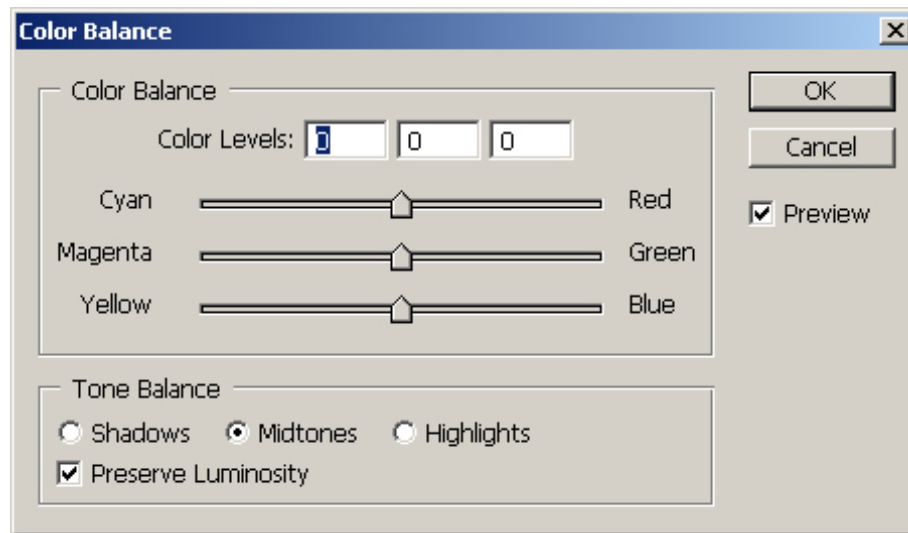 Color Balance
Color Balance
Color Levels: 0 0 0
Cyan Red
Magenta Green
Yellow Blue
Tone Balance
Shadows Midtones Highlights
Preserve Luminosity
OK
Cancel
Preview